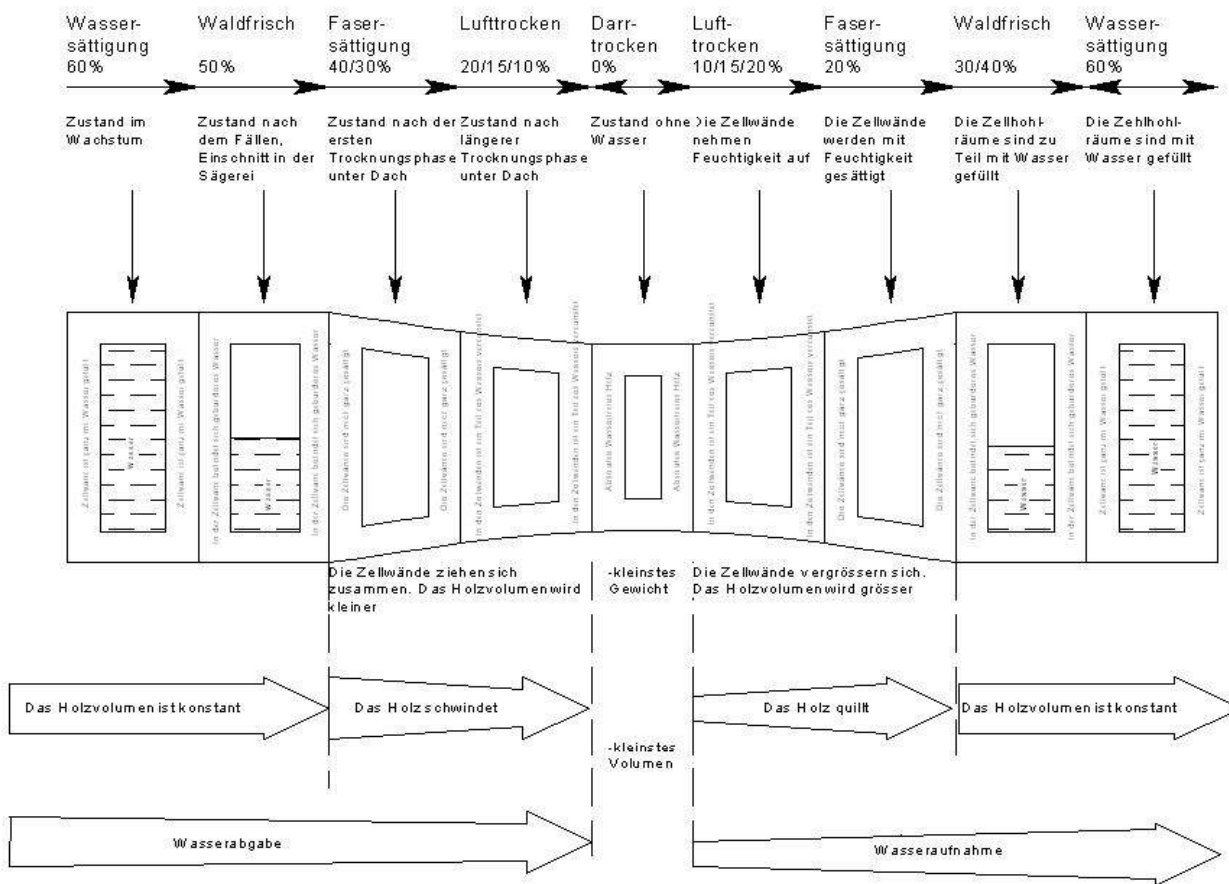 Wasser-
sättigung
60%
Waldfrisch
50%
Faser-
sättigung
40/30%
Lufttrocken
20/15/10%
Darr-
trocken
0%
Luft-
trocken
10/15/20%
Faser-
sättigung
20%
Waldfrisch
30/40%
Wasser-
sättigung
60%
Zustand im
Wachstum
Zustand nach
dem Fällen,
Einschnitt in der
Sägerei
Zustand nach der
ersten
Trocknungsphase
unter Dach
Zustand nach
längerer
Trocknungsphase
unter Dach
Zustand ohne
Wasser
Die Zellwände
nehmen
Feuchtigkeit auf
Die Zellwände
werden mit
Feuchtigkeit
gesättigt
Die Zellhohl-
räume sind zu
Teil mit Wasser
gefüllt
Die Zehlhohl-
räume sind mit
Wasser gefüllt
Wasser
Wasser
Wasser
Wasser
Die Zellwände ziehen sich
zusammen. Das Holzvolumen wird
kleiner
-kleinstes
Gewicht
Die Zellwände vergrössern sich.
Das Holzvolumen wird grösser
Das Holzvolumen ist konstant
Das Holz schwindet
Das Holz quillt
Das Holzvolumen ist konstant
-kleinstes
Volumen
Wasserabgabe
Wasseraufnahme